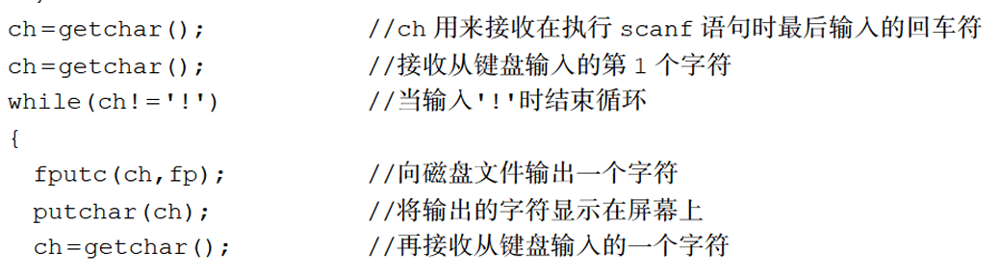 ch=getchar(); //ch 用来接收在执行 scanf 语句时最后输入的回车符
ch=getchar(); //接收从键盘输入的第 1 个字符
while(ch!='!') //当输入'!'时结束循环
{
fputc(ch,fp); //向磁盘文件输出一个字符
putchar(ch); //将输出的字符显示在屏幕上
ch=getchar(); //再接收从键盘输入的一个字符